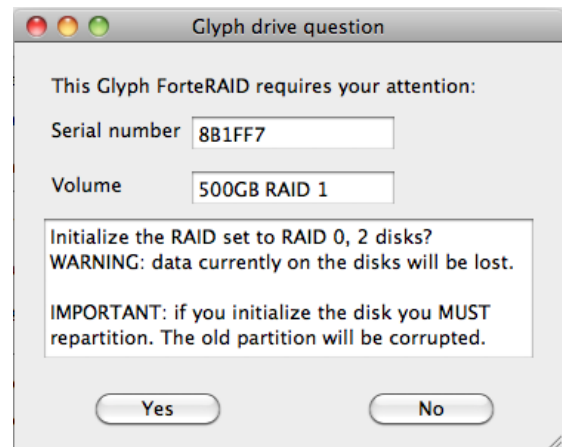 Glyph drive question
This Glyph ForteRAID requires your attention:
Serial number 8B1FF7
Volume 500GB RAID 1
Initialize the RAID set to RAID 0, 2 disks?
WARNING: data currently on the disks will be lost.
IMPORTANT: if you initialize the disk you MUST
repartition. The old partition will be corrupted.
Yes No